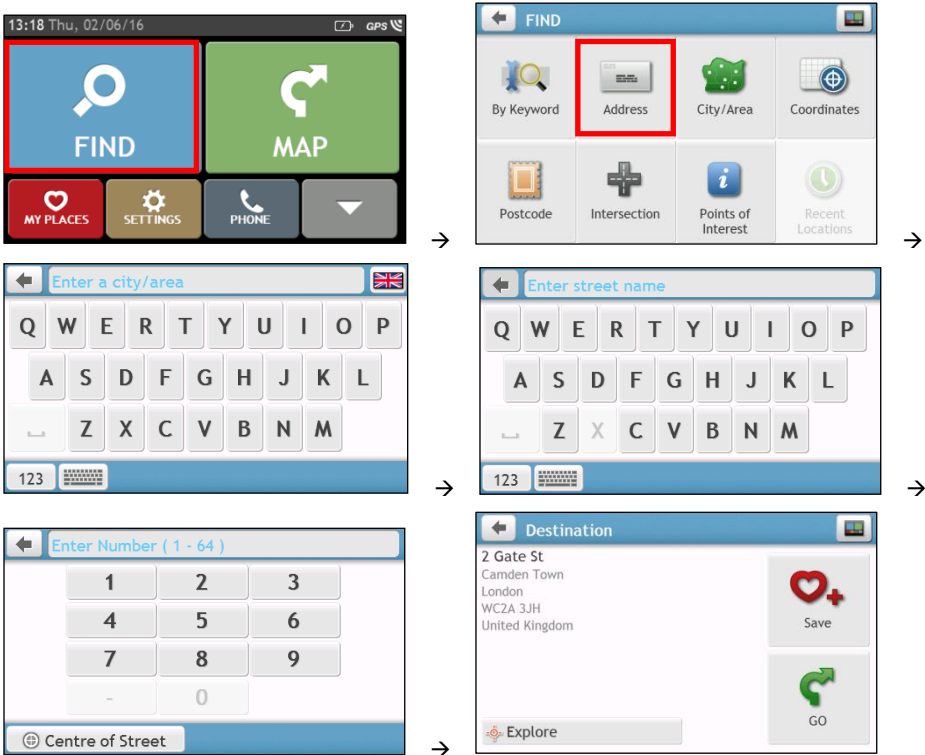 13:18 Thu, 02/06/16 GPS
FIND
MAP
MY PLACES
SETTINGS
PHONE
→
FIND
By Keyword
Address
City/Area
Coordinates
Postcode
Intersection
Points of
Interest
Recent
Locations
→
Enter a city/area
Q W E R T Y U I O P
A S D F G H J K L
Z X C V B N M
123
→
Enter street name
Q W E R T Y U I O P
A S D F G H J K L
Z X C V B N M
123
→
Enter Number ( 1 - 64 )
1 2 3
4 5 6
7 8 9
- 0
Centre of Street
→
Destination
2 Gate St
Camden Town
London
WC2A 3JH
United Kingdom
Save
GO
Explore